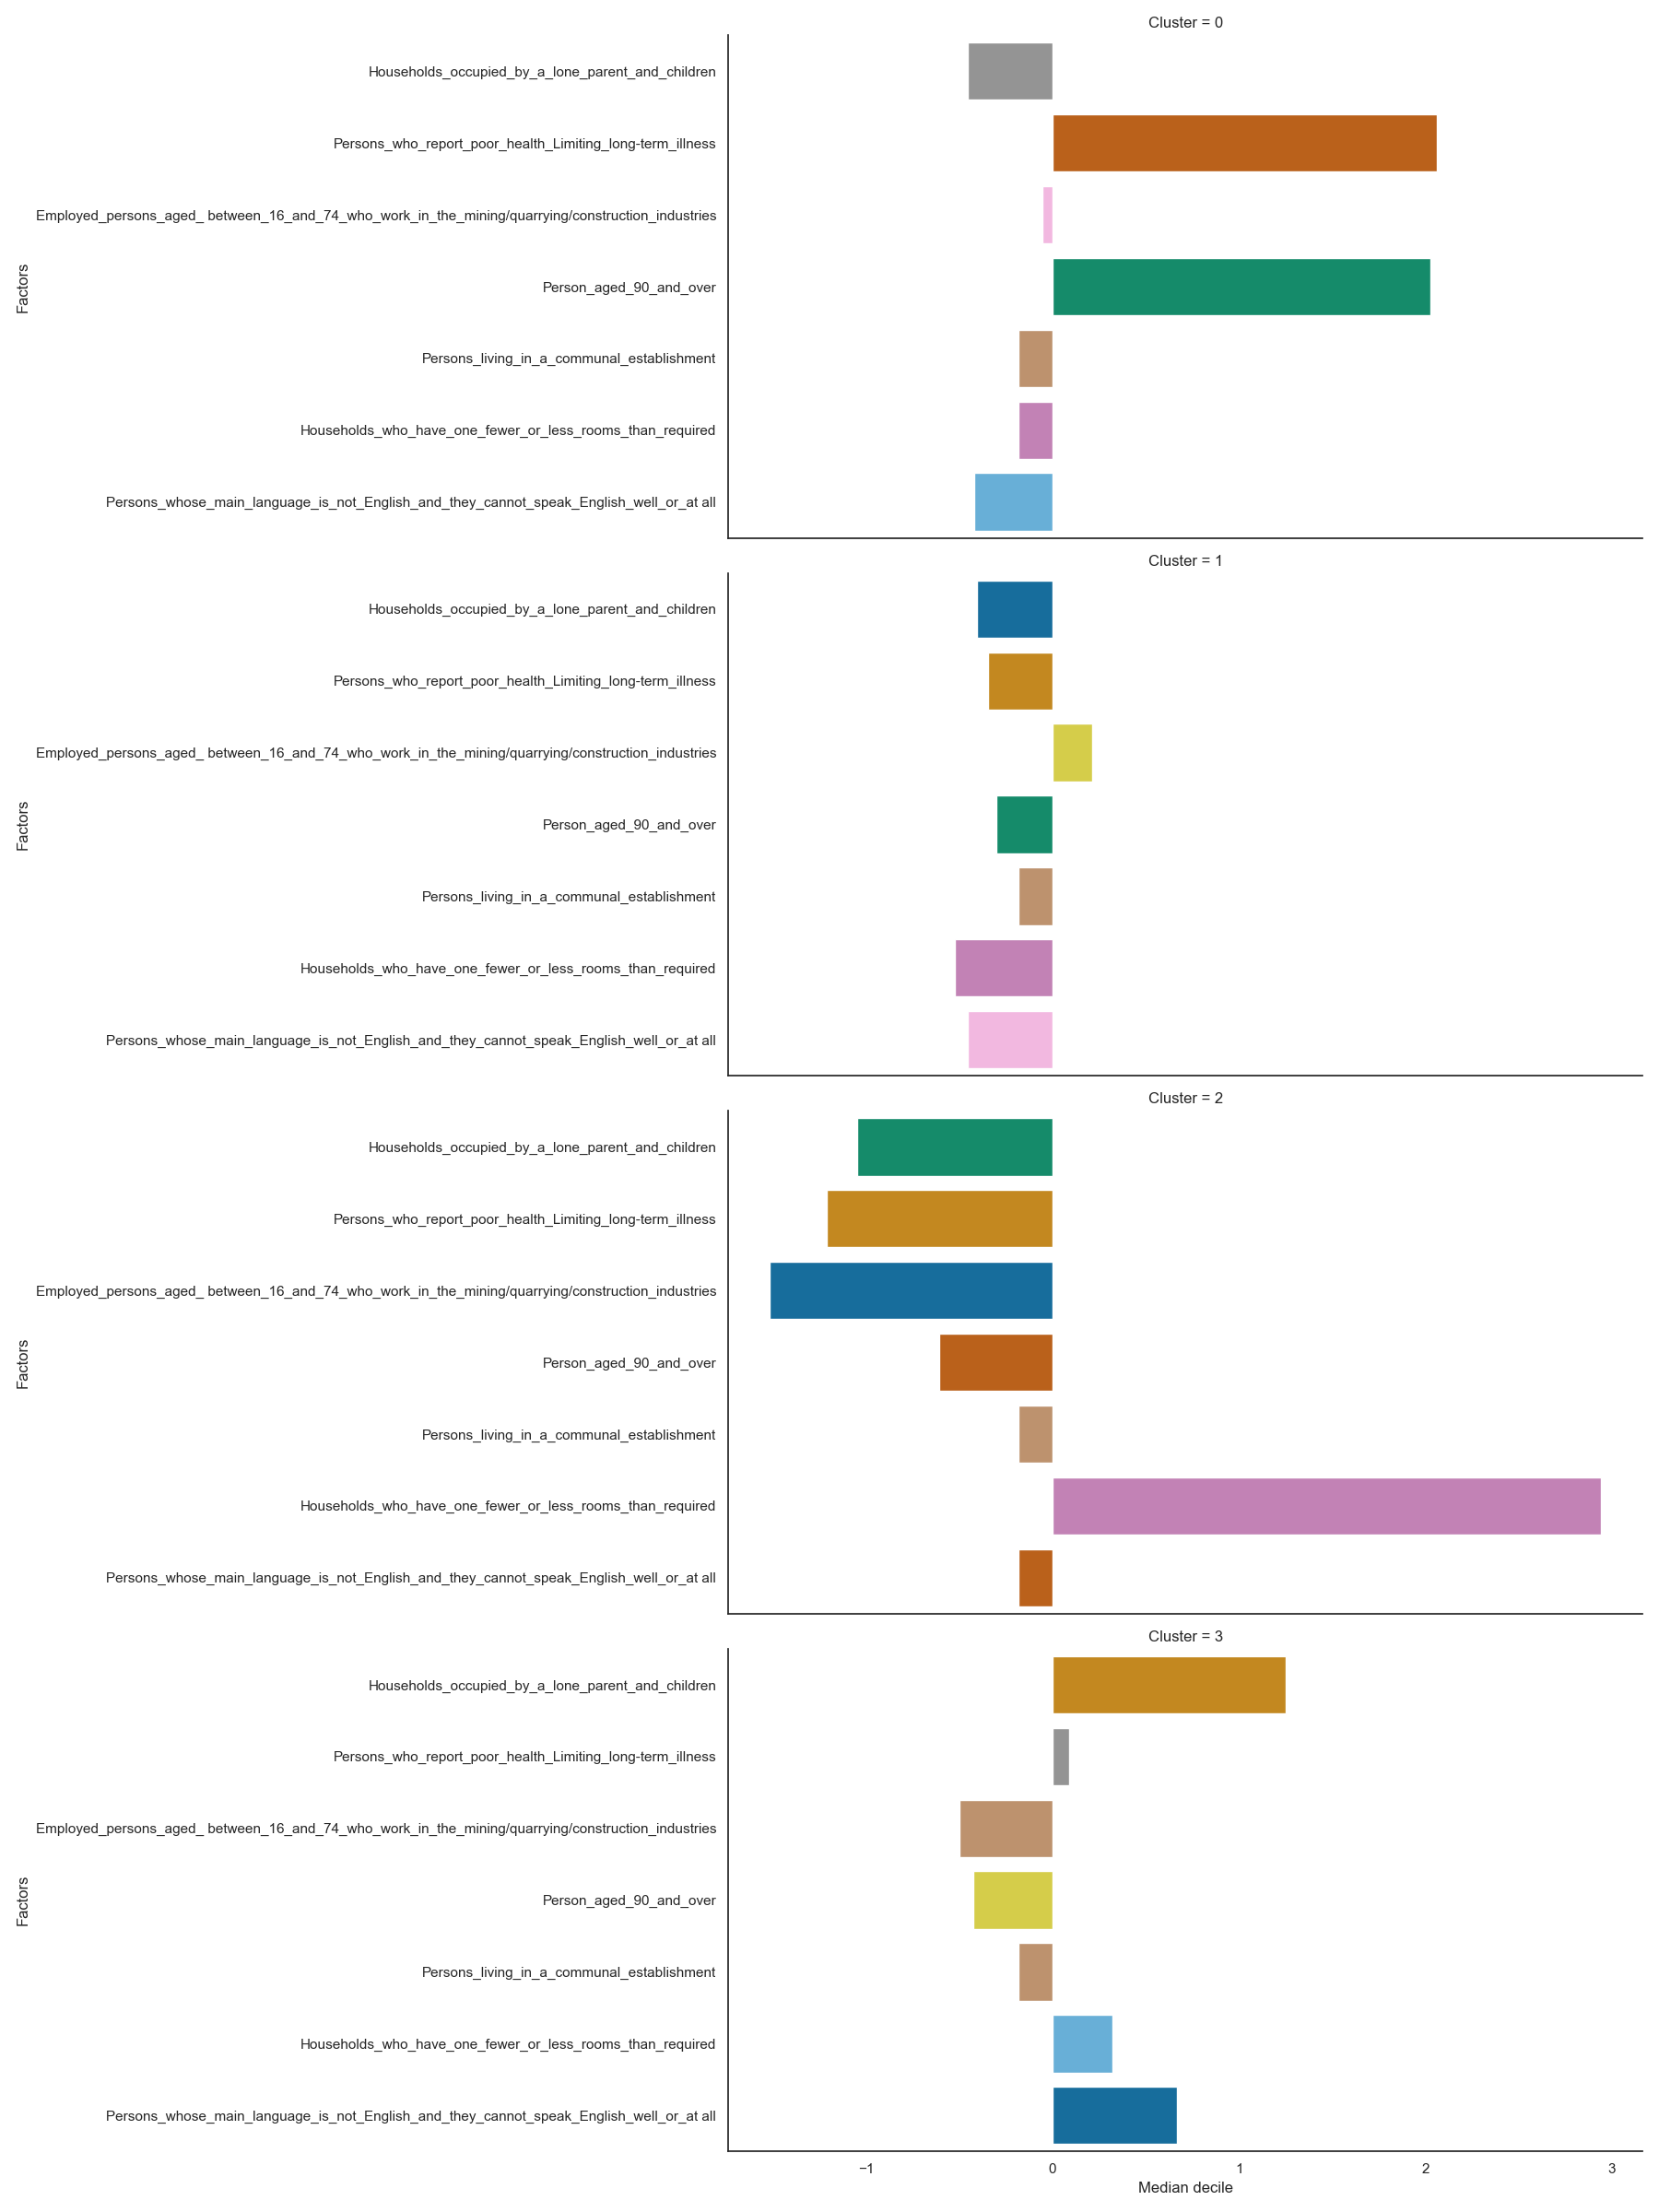 Cluster = 0
Households_occupied_by_a_lone_parent_and_children
Persons_who_report_poor_health_Limiting_long-term_illness
Employed_persons_aged_ between_16_and_74_who_work_in_the_mining/quarrying/construction_industries
Factors
Person_aged_90_and_over
Persons_living_in_a_communal_establishment
Households_who_have_one_fewer_or_less_rooms_than_required
Persons_whose_main_language_is_not_English_and_they_cannot_speak_English_well_or_at all
Cluster = 1
Households_occupied_by_a_lone_parent_and_children
Persons_who_report_poor_health_Limiting_long-term_illness
Employed_persons_aged_ between_16_and_74_who_work_in_the_mining/quarrying/construction_industries
Factors
Person_aged_90_and_over
Persons_living_in_a_communal_establishment
Households_who_have_one_fewer_or_less_rooms_than_required
Persons_whose_main_language_is_not_English_and_they_cannot_speak_English_well_or_at all
Cluster = 2
Households_occupied_by_a_lone_parent_and_children
Persons_who_report_poor_health_Limiting_long-term_illness
Employed_persons_aged_ between_16_and_74_who_work_in_the_mining/quarrying/construction_industries
Factors
Person_aged_90_and_over
Persons_living_in_a_communal_establishment
Households_who_have_one_fewer_or_less_rooms_than_required
Persons_whose_main_language_is_not_English_and_they_cannot_speak_English_well_or_at all
Cluster = 3
Households_occupied_by_a_lone_parent_and_children
Persons_who_report_poor_health_Limiting_long-term_illness
Employed_persons_aged_ between_16_and_74_who_work_in_the_mining/quarrying/construction_industries
Factors
Person_aged_90_and_over
Persons_living_in_a_communal_establishment
Households_who_have_one_fewer_or_less_rooms_than_required
Persons_whose_main_language_is_not_English_and_they_cannot_speak_English_well_or_at all
−1 0 1 2 3
Median decile